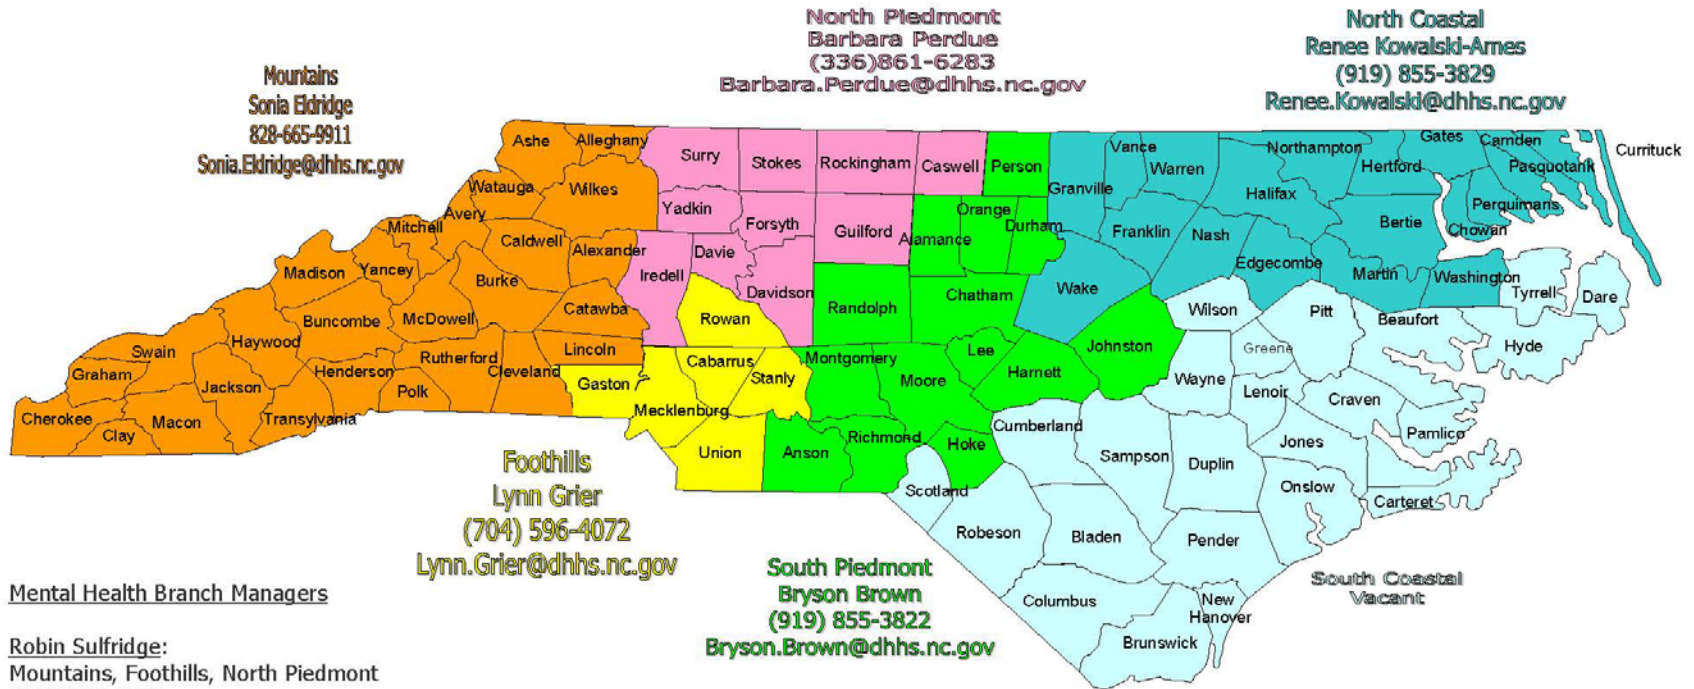 North Piedmont
Barbara Perdue
(336)861-6283
Barbara.Perdue@dhhs.nc.gov
North Coastal
Renee Kowalski-Ames
(919) 855-3829
Renee.Kowalski@dhhs.nc.gov
Mountains
Sonia Eldridge
828-665-9911
Sonia.Eldridge@dhhs.nc.gov
Ashe
Alleghany
Surry
Stokes
Rockingham
Caswell
Person
Granville
Vance
Warren
Northampton
Hertford
Gates
Camden
Pasquotank
Currituck
Watauga
Wilkes
Yadkin
Forsyth
Guilford
Alamance
Orange
Durham
Franklin
Halifax
Bertie
Perquimans
Chowan
Avery
Mitchell
Caldwell
Alexander
Iredell
Davie
Nash
Edgecombe
Martin
Washington
Tyrrell
Dare
Madison
Yancey
Burke
Catawba
Davidson
Rowan
Randolph
Chatham
Wake
Wilson
Pitt
Beaufort
Hyde
Buncombe
McDowell
Haywood
Swain
Rutherford
Lincoln
Cleveland
Cabarrus
Stanly
Montgomery
Lee
Moore
Harnett
Johnston
Greene
Wayne
Lenoir
Craven
Pamlico
Graham
Jackson
Henderson
Polk
Gaston
Mecklenburg
Cherokee
Clay
Macon
Transylvania
Union
Anson
Richmond
Hoke
Cumberland
Sampson
Duplin
Jones
Onslow
Carteret
Scotland
Robeson
Bladen
Pender
Columbus
New
Hanover
Brunswick
Foothills
Lynn Grier
(704) 596-4072
Lynn.Grier@dhhs.nc.gov
South Piedmont
Bryson Brown
(919) 855-3822
Bryson.Brown@dhhs.nc.gov
South Coastal
Vacant
Mental Health Branch Managers
Robin Sulfridge:
Mountains, Foothills, North Piedmont